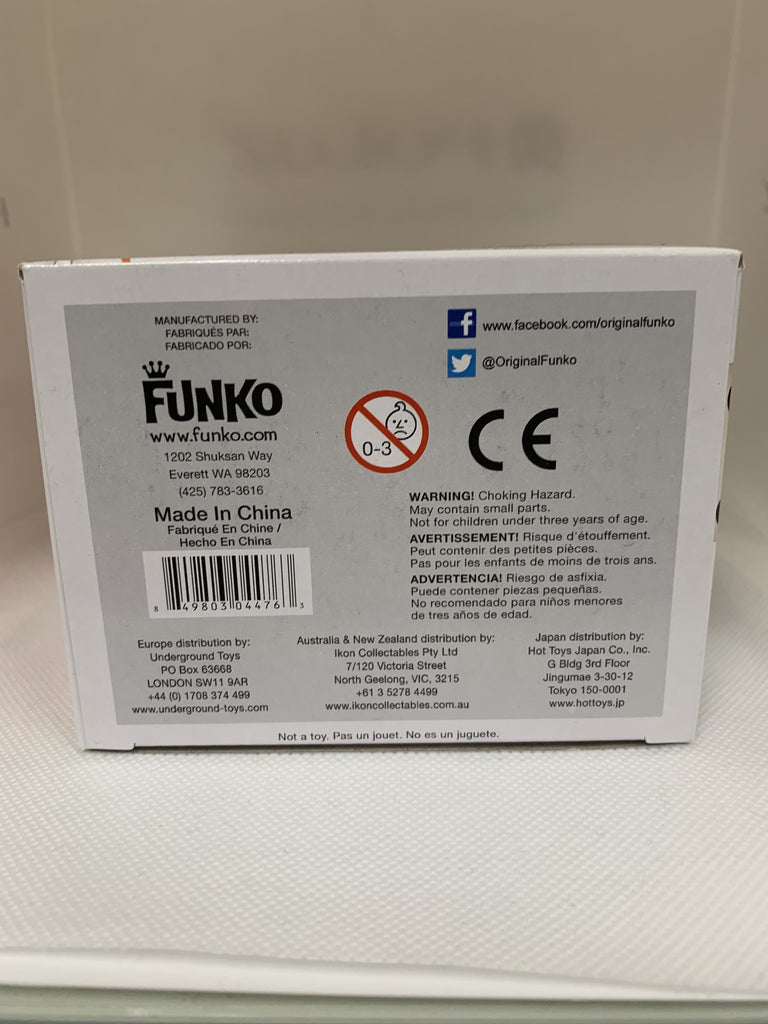 MANUFACTURED BY:
FABRIQUÉS PAR:
FABRICADO POR:
FUNKO
www.funko.com
1202 Shuksan Way
Everett WA 98203
(425) 783-3616
Made In China
Fabriqué En Chine /
Hecho En China
8 49803 04476 3
f www.facebook.com/originalfunko
@OriginalFunko
0-3
CE
WARNING! Choking Hazard.
May contain small parts.
Not for children under three years of age.
AVERTISSEMENT! Risque d'étouffement.
Peut contenir des petites pièces.
Pas pour les enfants de moins de trois ans.
ADVERTENCIA! Riesgo de asfixia.
Puede contener piezas pequeñas.
No recomendado para niños menores
de tres años de edad.
Europe distribution by:
Underground Toys
PO Box 63668
LONDON SW11 9AR
+44 (0) 1708 374 499
www.underground-toys.com
Australia & New Zealand distribution by:
Ikon Collectables Pty Ltd
7/120 Victoria Street
North Geelong, VIC, 3215
+61 3 5278 4499
www.ikoncollectables.com.au
Japan distribution by:
Hot Toys Japan Co., Inc.
G Bldg 3rd Floor
Jingumae 3-30-12
Tokyo 150-0001
www.hottoys.jp
Not a toy. Pas un jouet. No es un juguete.